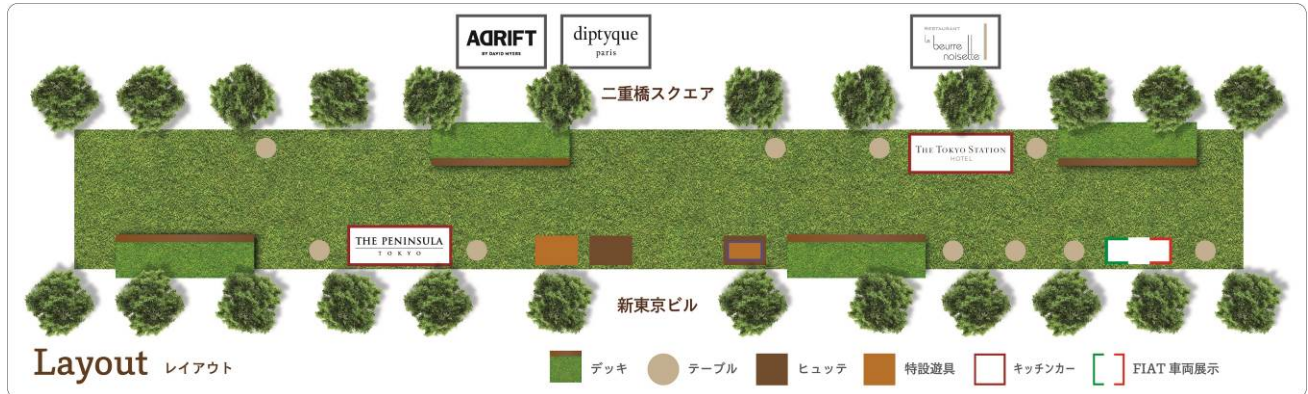 ADRIFT
BY DAVID MYERS
diptyque
paris
RESTAURANT
le beurre
noisette
二重橋スクエア
THE TOKYO STATION
HOTEL
THE PENINSULA
TOKYO
新東京ビル
Layout レイアウト
デッキ
テーブル
ヒュッテ
特設遊具
キッチンカー
FIAT 車両展示